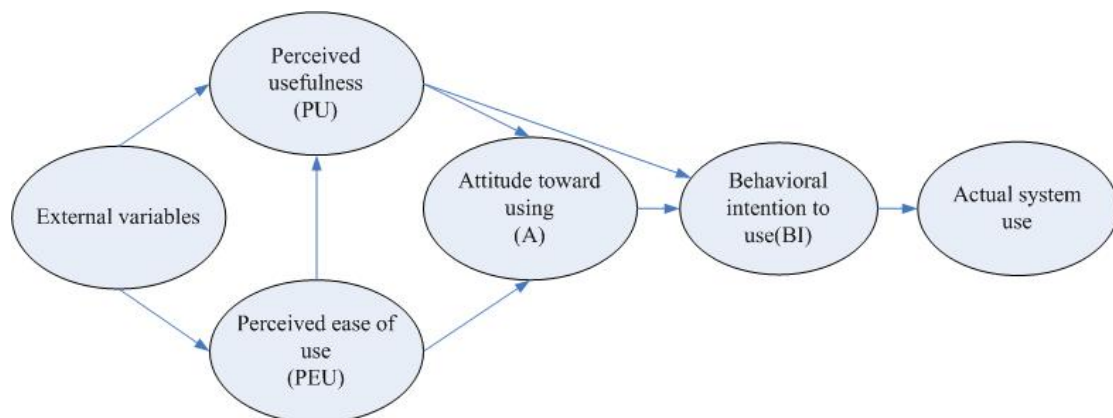 Perceived
usefulness
(PU)
External variables
Perceived ease of
use
(PEU)
Attitude toward
using
(A)
Behavioral
intention to
use(BI)
Actual system
use